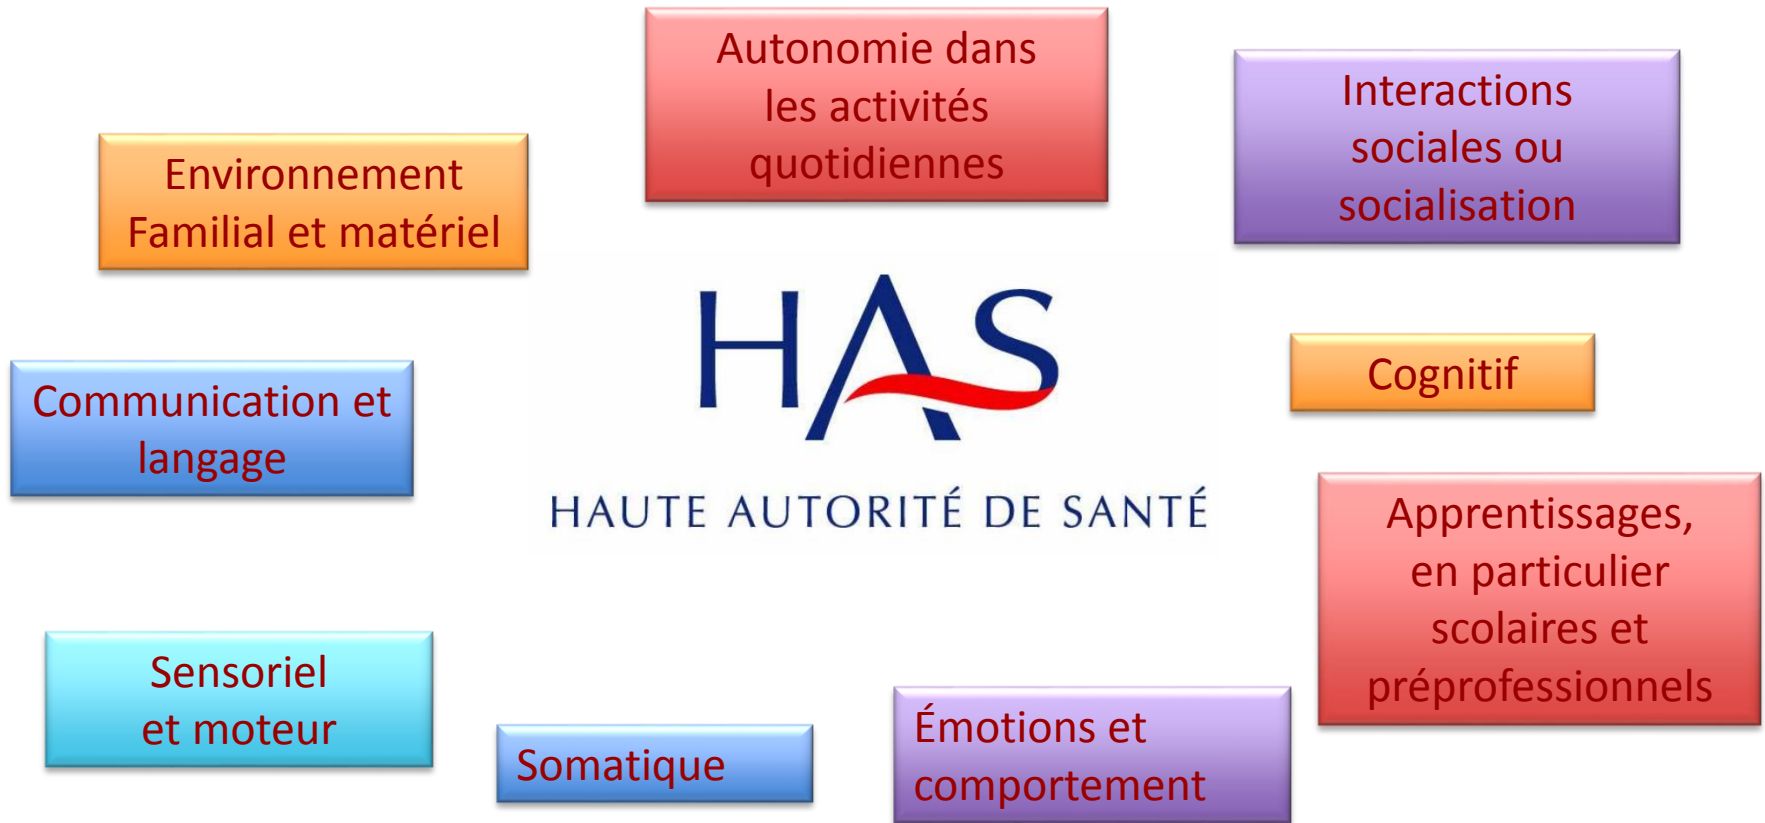 Autonomie dans
les activités
quotidiennes
Interactions
sociales ou
socialisation
Environnement
Familial et matériel
HAS
HAUTE AUTORITÉ DE SANTÉ
Cognitif
Communication et
langage
Apprentissages,
en particulier
scolaires et
préprofessionnels
Sensoriel
et moteur
Somatique
Émotions et
comportement